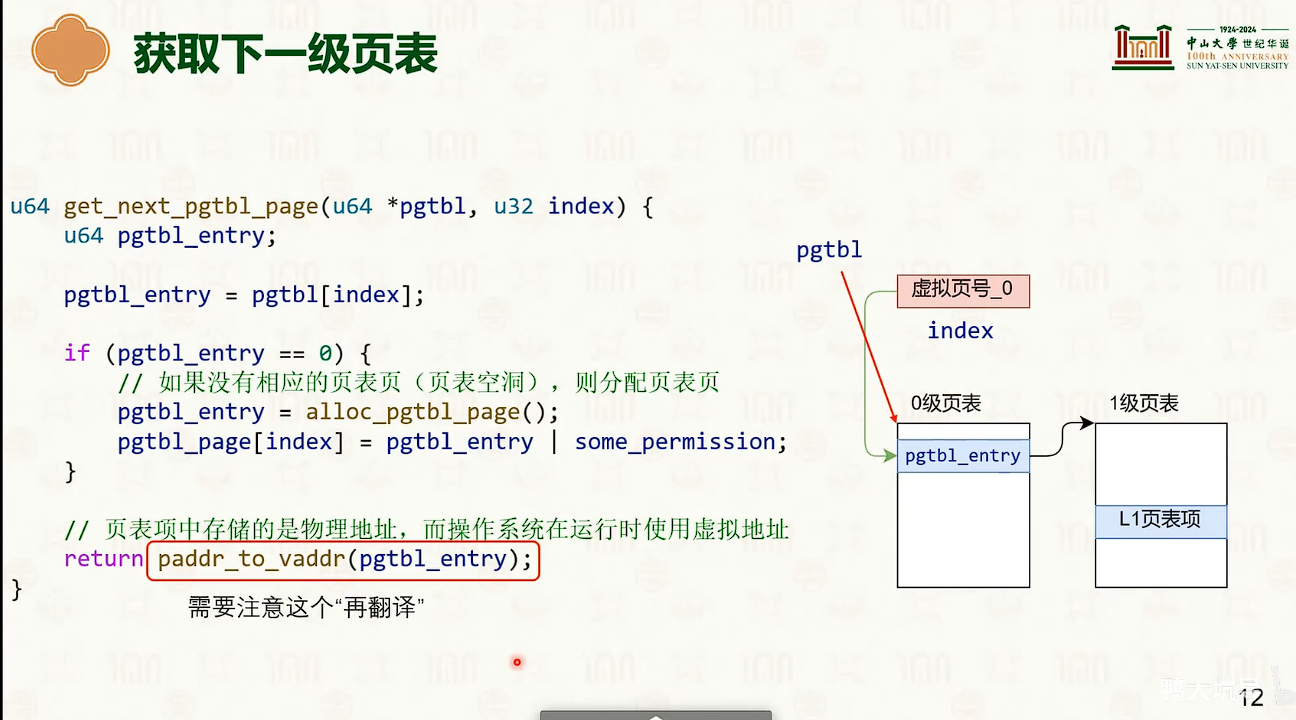 获取下一级页表
1924-2024
中山大學 世纪华诞
100th ANNIVERSARY
SUN YAT-SEN UNIVERSITY
u64 get_next_pgtbl_page(u64 *pgtbl, u32 index) {
u64 pgtbl_entry;
pgtbl_entry = pgtbl[index];
if (pgtbl_entry == 0) {
// 如果没有相应的页表页（页表空洞），则分配页表页
pgtbl_entry = alloc_pgtbl_page();
pgtbl_page[index] = pgtbl_entry | some_permission;
}
// 页表项中存储的是物理地址，而操作系统在运行时使用虚拟地址
return paddr_to_vaddr(pgtbl_entry);
}
需要注意这个“再翻译”
pgtbl
虚拟页号_0
index
0级页表
1级页表
pgtbl_entry
L1页表项
12